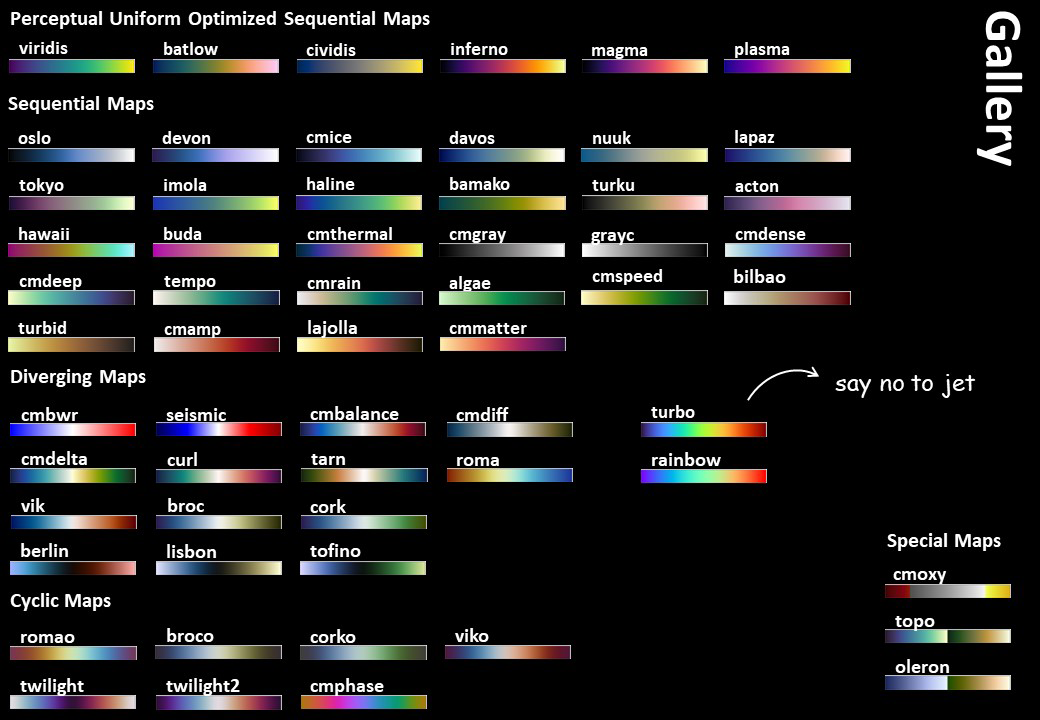 Gallery
Perceptual Uniform Optimized Sequential Maps
viridis batlow cividis inferno magma plasma
Sequential Maps
oslo devon cmice davos nuuk lapaz
tokyo imola haline bamako turku acton
hawaii buda cmthermal cmgray grayc cmdense
cmdeep tempo cmrain algae cmspeed bilbao
turbid cmamp lajolla cmmatter
Diverging Maps
say no to jet
cmbwr seismic cmbalance cmdiff turbo
cmdelta curl tarn roma rainbow
vik broc cork
berlin lisbon tofino
Special Maps
cmoxy
topo
oleron
Cyclic Maps
romao broco corko viko
twilight twilight2 cmphase